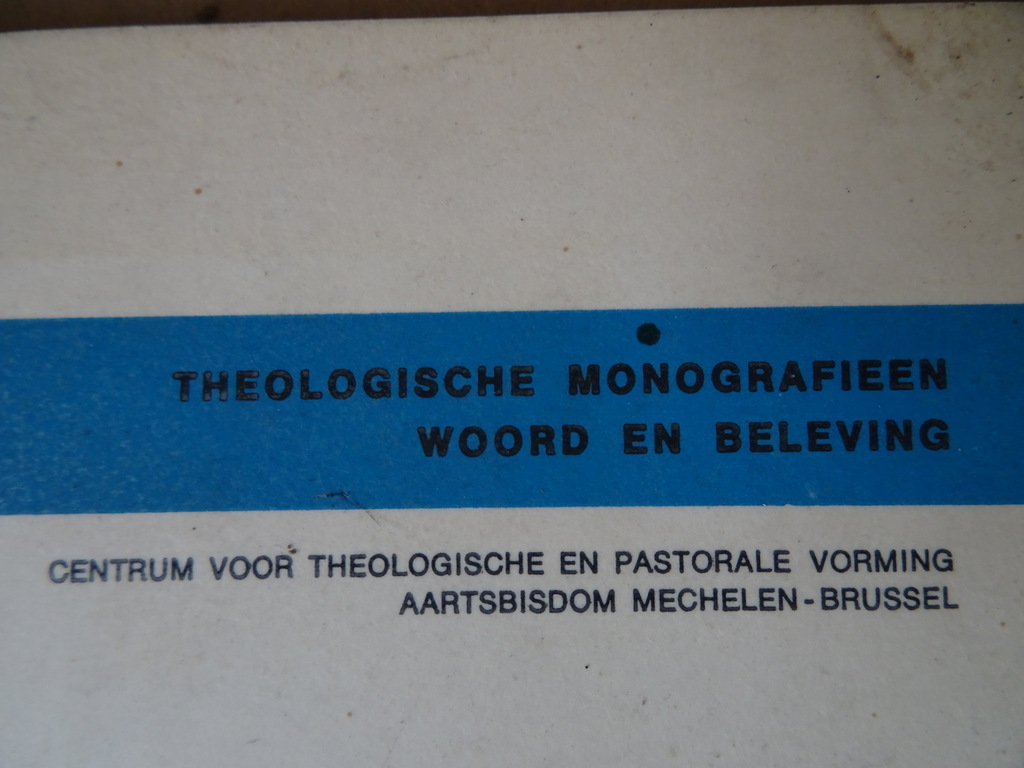 THEOLOGISCHE MONOGRAFIEEN
WOORD EN BELEVING
CENTRUM VOOR THEOLOGISCHE EN PASTORALE VORMING
AARTSBISDOM MECHELEN-BRUSSEL